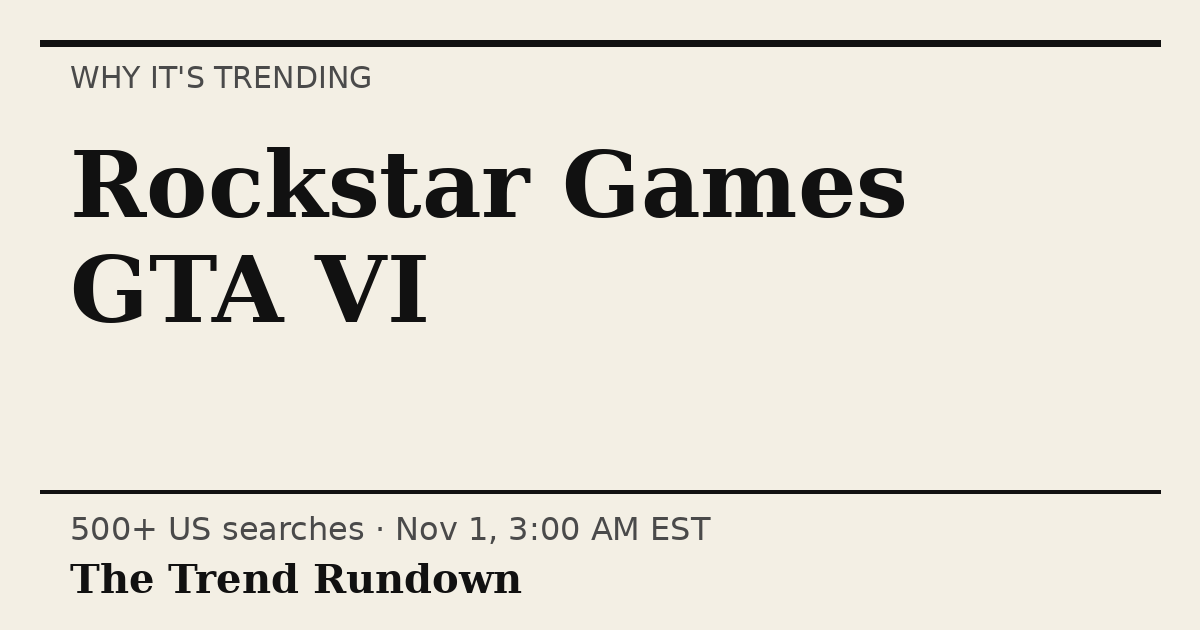 WHY IT'S TRENDING
Rockstar Games
GTA VI
500+ US searches · Nov 1, 3:00 AM EST
The Trend Rundown